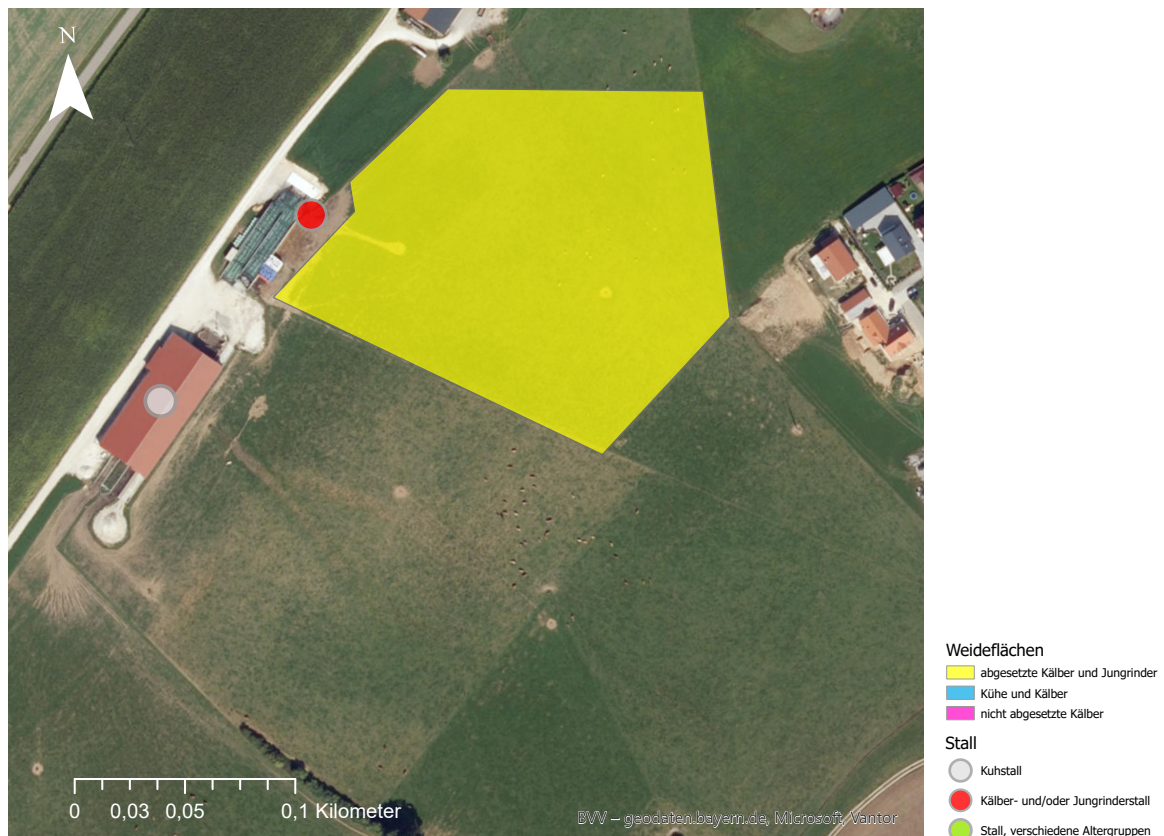 N
0 0,03 0,05 0,1 Kilometer
BVV – geodaten.bayern.de, Microsoft, Vantor
Weideflächen
abgesetzte Kälber und Jungrinder
Kühe und Kälber
nicht abgesetzte Kälber
Stall
Kuhstall
Kälber- und/oder Jungrinderstall
Stall, verschiedene Altergruppen